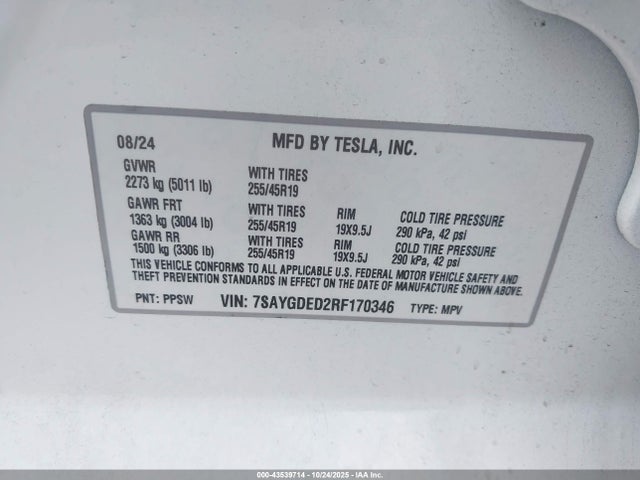 08/24 MFD BY TESLA, INC.
GVWR WITH TIRES
2273 kg (5011 lb) 255/45R19
GAWR FRT WITH TIRES RIM COLD TIRE PRESSURE
1363 kg (3004 lb) 255/45R19 19X9.5J 290 kPa, 42 psi
GAWR RR WITH TIRES RIM COLD TIRE PRESSURE
1500 kg (3306 lb) 255/45R19 19X9.5J 290 kPa, 42 psi
THIS VEHICLE CONFORMS TO ALL APPLICABLE U.S. FEDERAL MOTOR VEHICLE SAFETY AND
THEFT PREVENTION STANDARDS IN EFFECT ON THE DATE OF MANUFACTURE SHOWN ABOVE.
PNT: PPSW VIN: 7SAYGDED2RF170346 TYPE: MPV
000-43539714 - 10/24/2025 - IAAI Inc.